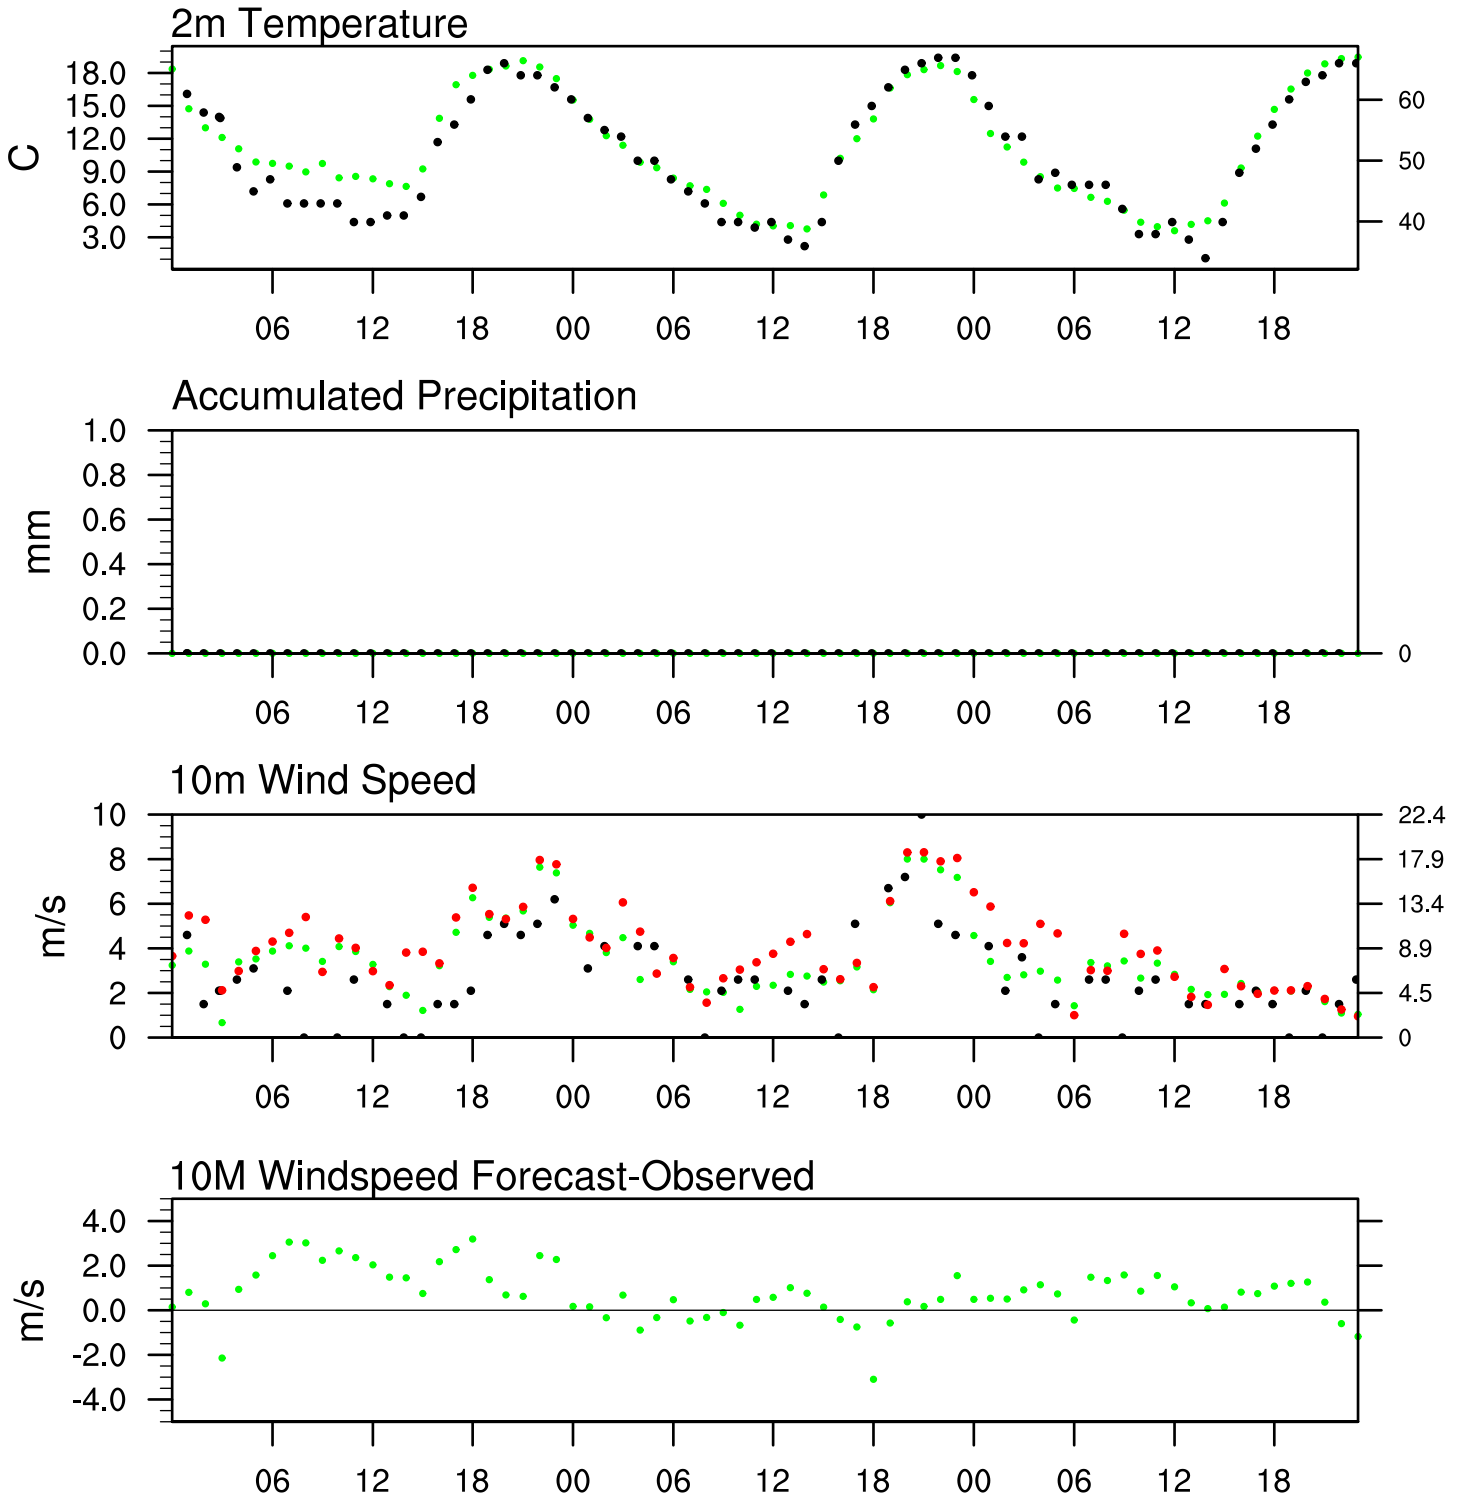 2m Temperature
18.0
15.0 60
12.0
C
9.0 50
6.0
3.0 40
06 12 18 00 06 12 18 00 06 12 18
Accumulated Precipitation
1.0
0.8
0.6
mm
0.4
0.2
0.0 0
06 12 18 00 06 12 18 00 06 12 18
10m Wind Speed
10 22.4
8 17.9
6 13.4
m/s
4 8.9
2 4.5
0 0
06 12 18 00 06 12 18 00 06 12 18
10M Windspeed Forecast-Observed
4.0
2.0
0.0
m/s
-2.0
-4.0
06 12 18 00 06 12 18 00 06 12 18